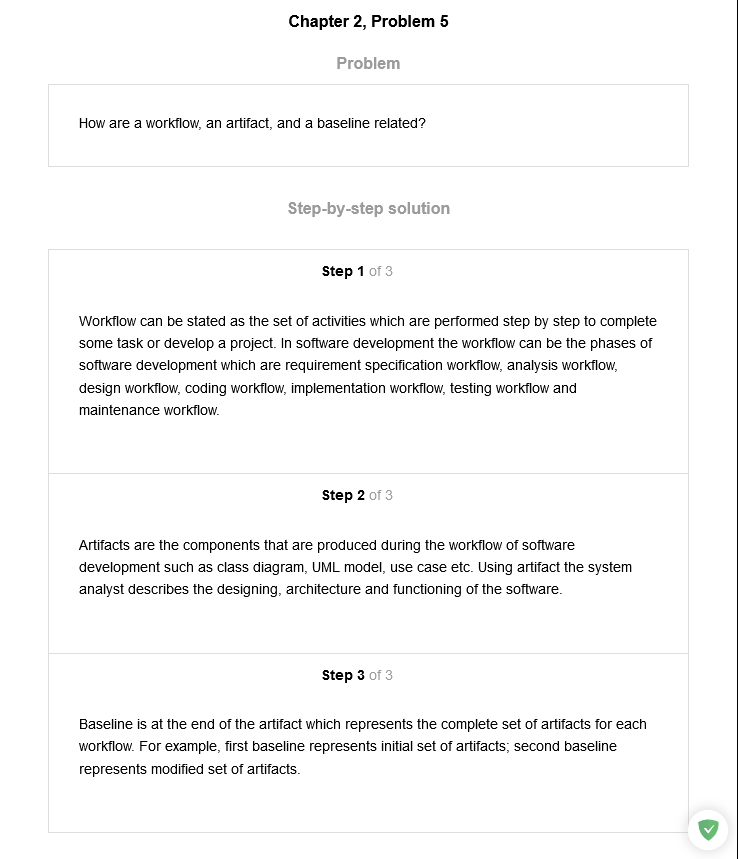 Chapter 2, Problem 5
Problem
How are a workflow, an artifact, and a baseline related?
Step-by-step solution
Step 1 of 3
Workflow can be stated as the set of activities which are performed step by step to complete
some task or develop a project. In software development the workflow can be the phases of
software development which are requirement specification workflow, analysis workflow,
design workflow, coding workflow, implementation workflow, testing workflow and
maintenance workflow.
Step 2 of 3
Artifacts are the components that are produced during the workflow of software
development such as class diagram, UML model, use case etc. Using artifact the system
analyst describes the designing, architecture and functioning of the software.
Step 3 of 3
Baseline is at the end of the artifact which represents the complete set of artifacts for each
workflow. For example, first baseline represents initial set of artifacts; second baseline
represents modified set of artifacts.